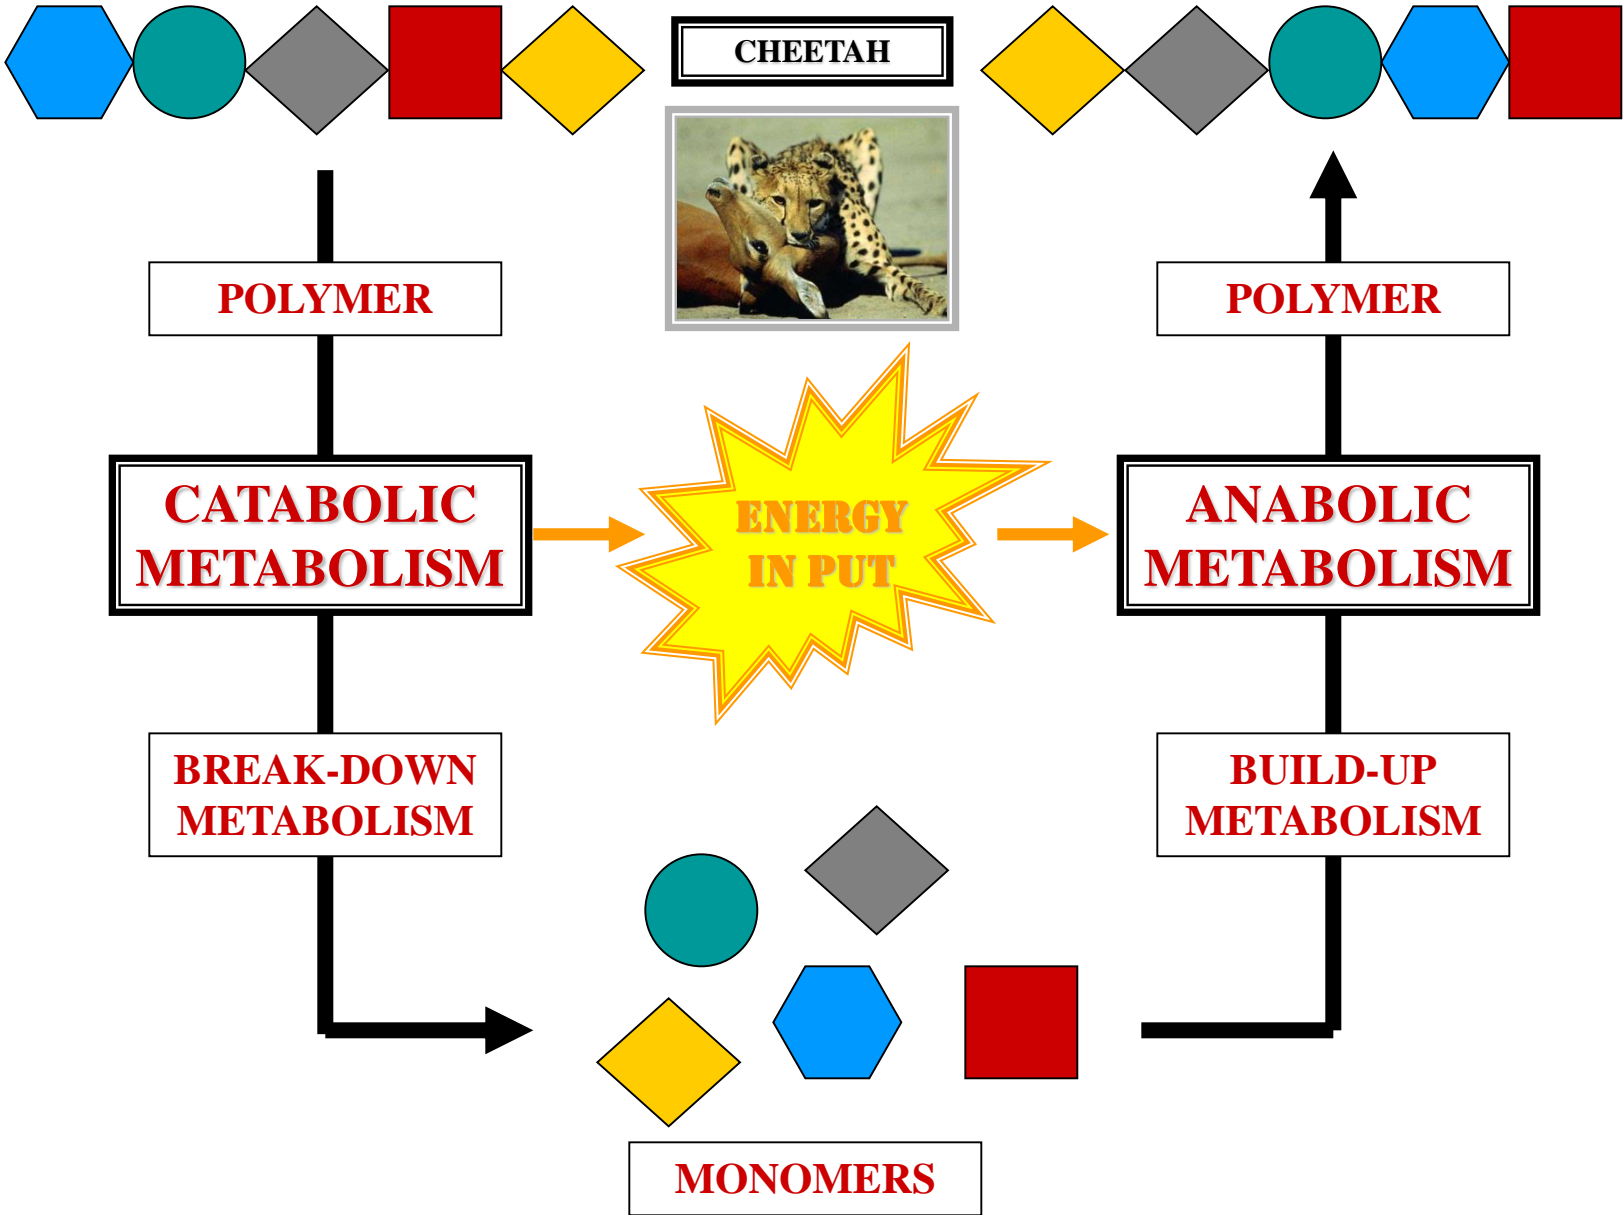 CHEETAH
POLYMER
POLYMER
CATABOLIC
METABOLISM
ENERGY
IN PUT
ANABOLIC
METABOLISM
BREAK-DOWN
METABOLISM
BUILD-UP
METABOLISM
MONOMERS